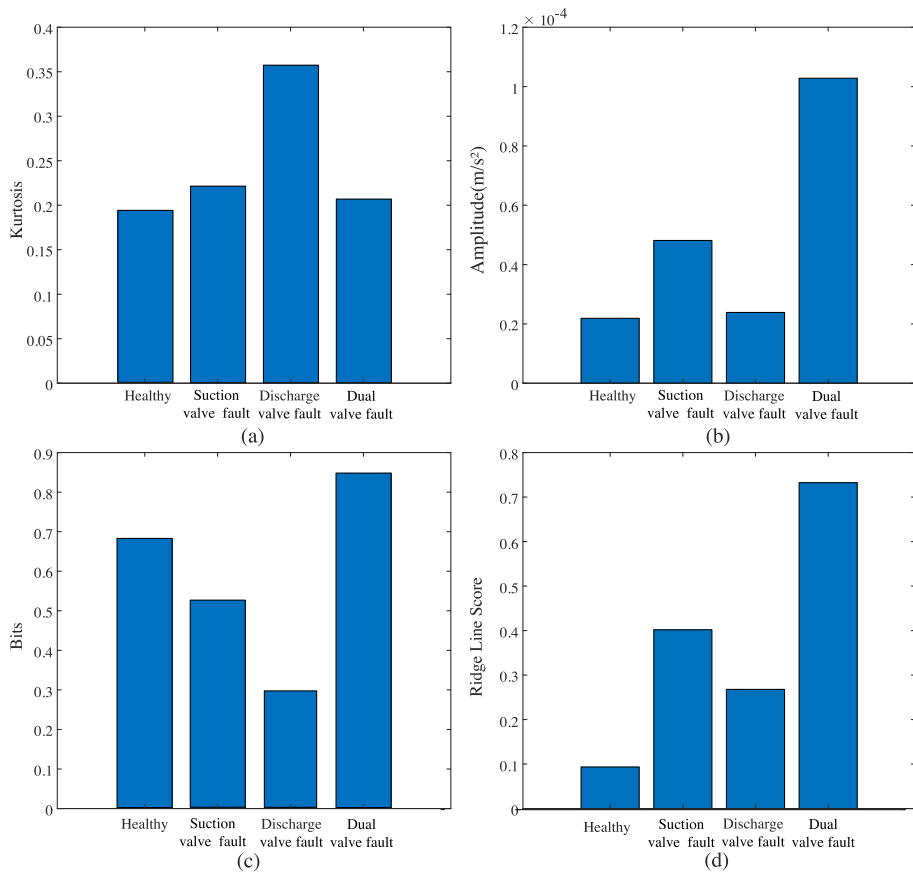 0.4
0.35
0.3
0.25
0.2
0.15
0.1
0.05
0
Kurtosis
Healthy
Suction
valve fault
Discharge
valve fault
Dual
valve fault
(a)
× 10⁻⁴
1.2
1
0.8
0.6
0.4
0.2
0
Amplitude(m/s²)
Healthy
Suction
valve fault
Discharge
valve fault
Dual
valve fault
(b)
0.9
0.8
0.7
0.6
0.5
0.4
0.3
0.2
0.1
0
Bits
Healthy
Suction
valve fault
Discharge
valve fault
Dual
valve fault
(c)
0.8
0.7
0.6
0.5
0.4
0.3
0.2
0.1
0
Ridge Line Score
Healthy
Suction
valve fault
Discharge
valve fault
Dual
valve fault
(d)